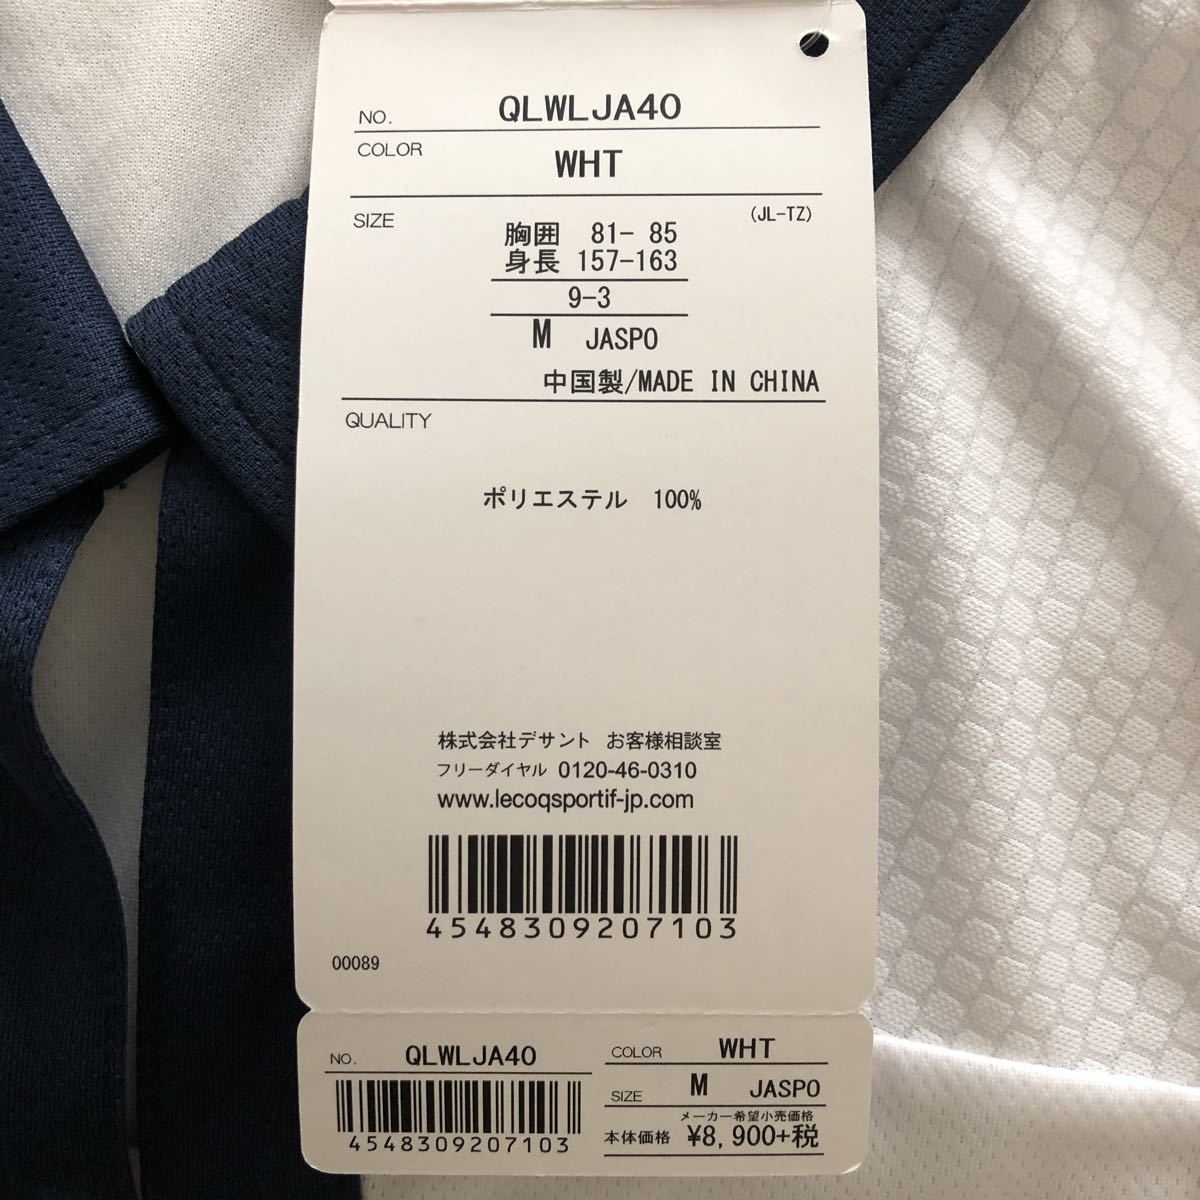 NO. QLWLJA40
COLOR WHT
SIZE (JL-TZ)
胸囲 81- 85
身長 157-163
9-3
M JASPO
中国製/MADE IN CHINA
QUALITY
ポリエステル 100%
株式会社デサント お客様相談室
フリーダイヤル 0120-46-0310
www.lecoqsportif-jp.com
4548309207103
00089
NO. QLWLJA40
4548309207103
COLOR WHT
SIZE M JASPO
メーカー希望小売価格
本体価格 ¥8,900+税